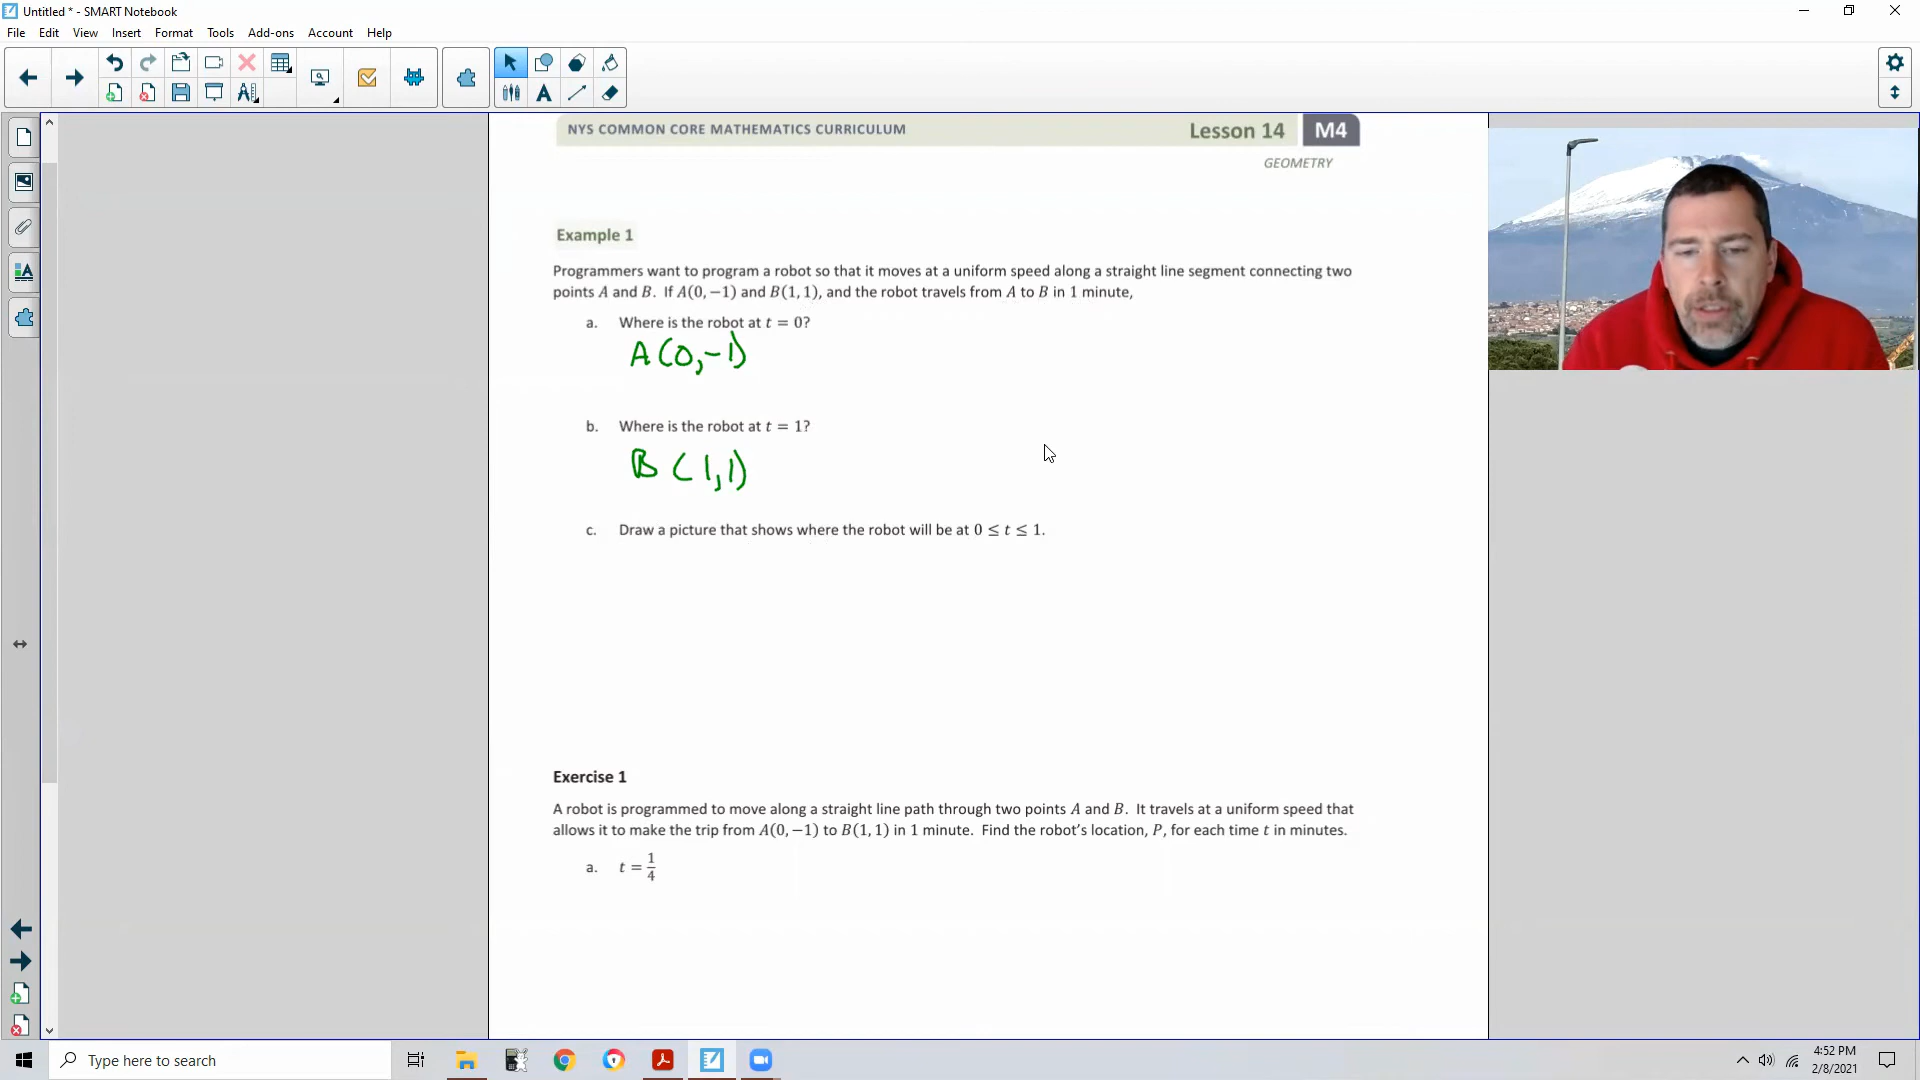 Untitled * - SMART Notebook
File Edit View Insert Format Tools Add-ons Account Help
NYS COMMON CORE MATHEMATICS CURRICULUM Lesson 14 M4
GEOMETRY
Example 1
Programmers want to program a robot so that it moves at a uniform speed along a straight line segment connecting two
points A and B. If A(0, −1) and B(1, 1), and the robot travels from A to B in 1 minute,
a. Where is the robot at t = 0?
A (0, -1)
b. Where is the robot at t = 1?
B (1, 1)
c. Draw a picture that shows where the robot will be at 0 ≤ t ≤ 1.
Exercise 1
A robot is programmed to move along a straight line path through two points A and B. It travels at a uniform speed that
allows it to make the trip from A(0, −1) to B(1, 1) in 1 minute. Find the robot's location, P, for each time t in minutes.
a. t = 1/4
Type here to search
4:52 PM
2/8/2021